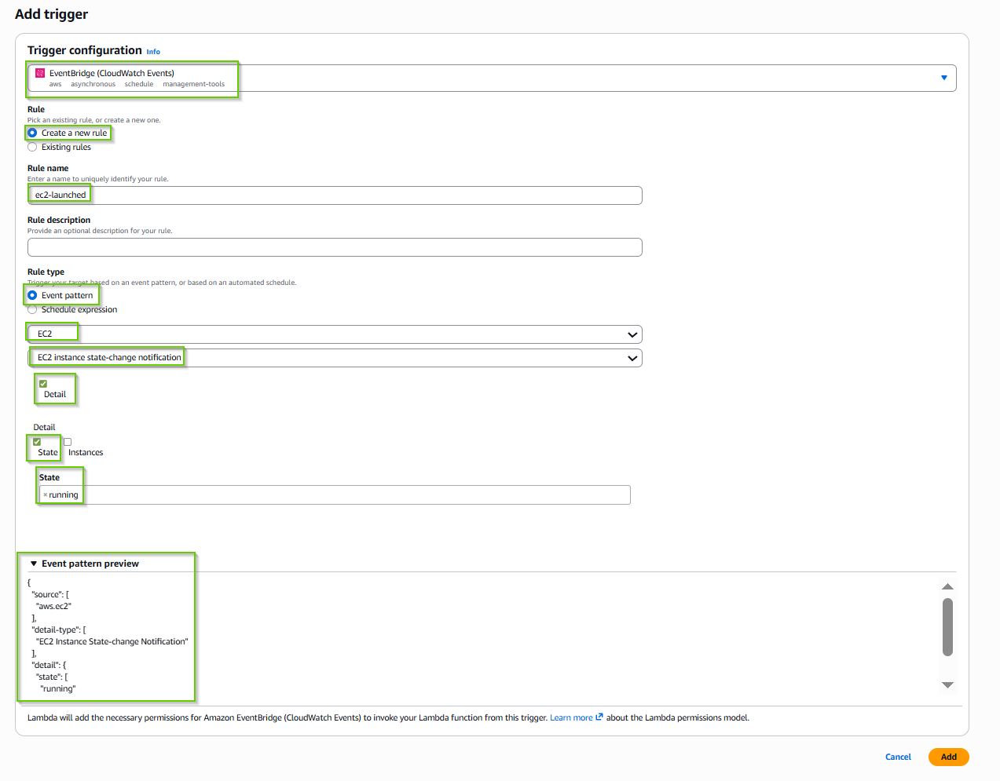 Add trigger
Trigger configuration Info
EventBridge (CloudWatch Events)
aws asynchronous schedule management-tools
Rule
Pick an existing rule, or create a new one.
Create a new rule
Existing rules
Rule name
Enter a name to uniquely identify your rule.
ec2-launched
Rule description
Provide an optional description for your rule.
Rule type
Trigger your target based on an event pattern, or based on an automated schedule.
Event pattern
Schedule expression
EC2
EC2 instance state-change notification
Detail
Detail
State Instances
State
× running
Event pattern preview
{
"source": [
"aws.ec2"
],
"detail-type": [
"EC2 Instance State-change Notification"
],
"detail": {
"state": [
"running"
Lambda will add the necessary permissions for Amazon EventBridge (CloudWatch Events) to invoke your Lambda function from this trigger. Learn more about the Lambda permissions model.
Cancel Add